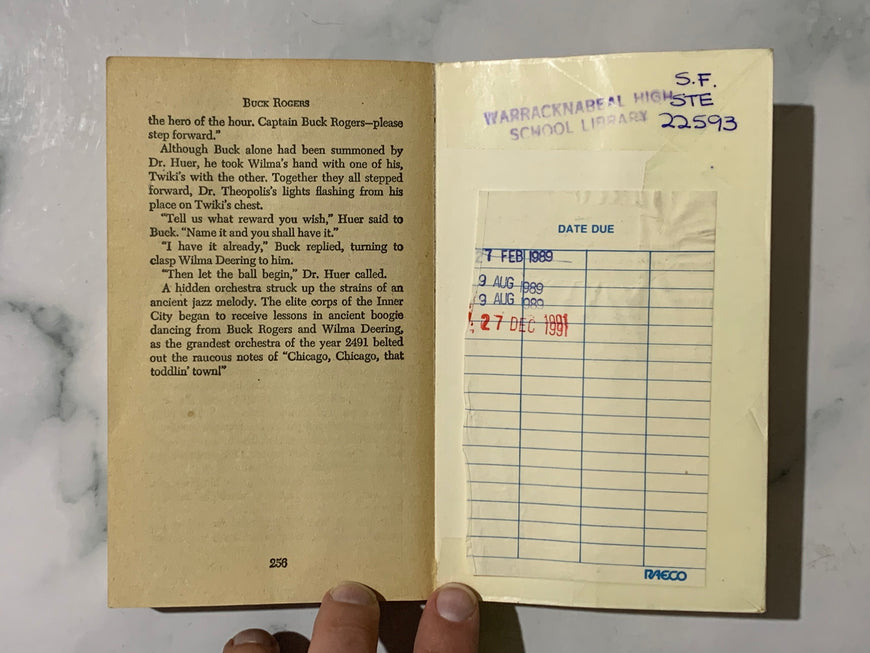 BUCK ROGERS
the hero of the hour. Captain Buck Rogers—please
step forward.”
Although Buck alone had been summoned by
Dr. Huer, he took Wilma’s hand with one of his,
Twiki’s with the other. Together they all stepped
forward, Dr. Theopolis’s lights flashing from his
place on Twiki’s chest.
“Tell us what reward you wish,” Huer said to
Buck. “Name it and you shall have it.”
“I have it already,” Buck replied, turning to
clasp Wilma Deering to him.
“Then let the ball begin,” Dr. Huer called.
A hidden orchestra struck up the strains of an
ancient jazz melody. The elite corps of the Inner
City began to receive lessons in ancient boogie
dancing from Buck Rogers and Wilma Deering,
as the grandest orchestra of the year 2491 belted
out the raucous notes of “Chicago, Chicago, that
toddlin’ town!”
256
S.F.
STE
22593
WARRACKNABEAL HIGH
SCHOOL LIBRARY
DATE DUE
27 FEB 1989
9 AUG 1989
9 AUG 1989
27 DEC 1991
RAECO